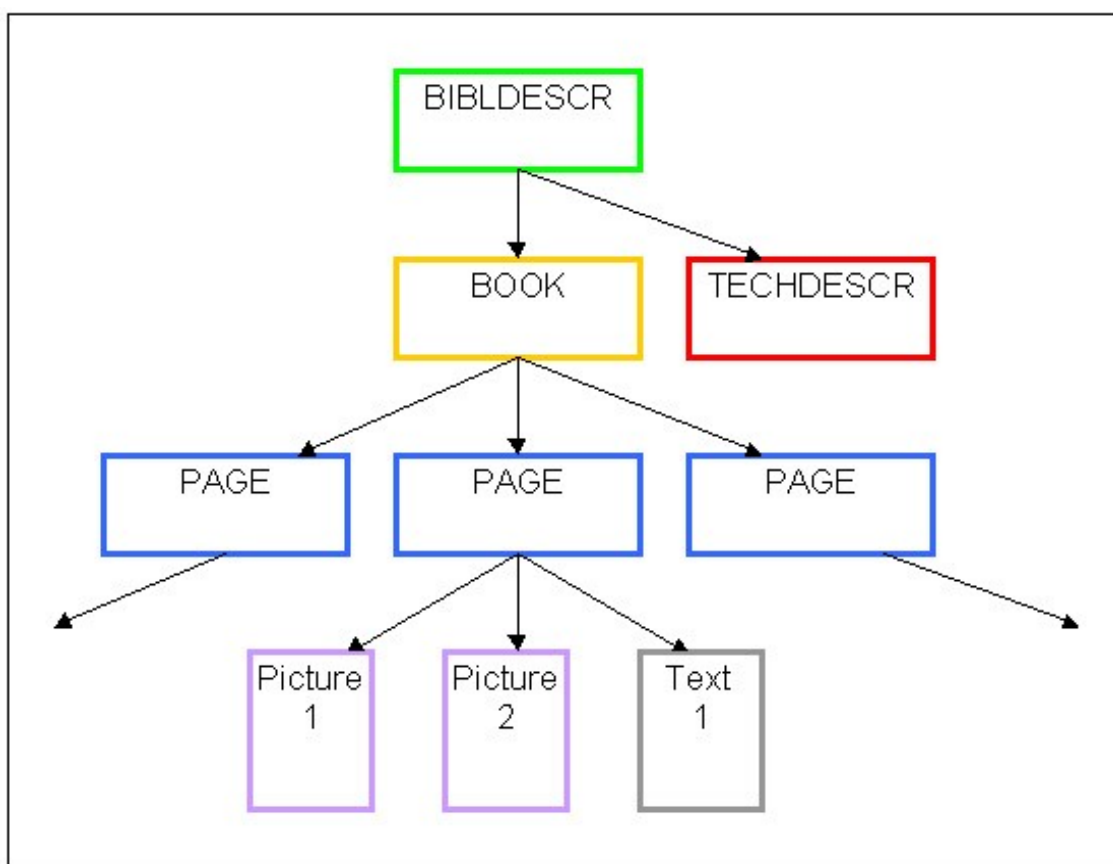 BIBLDESCR
BOOK
TECHDESCR
PAGE
PAGE
PAGE
Picture
1
Picture
2
Text
1